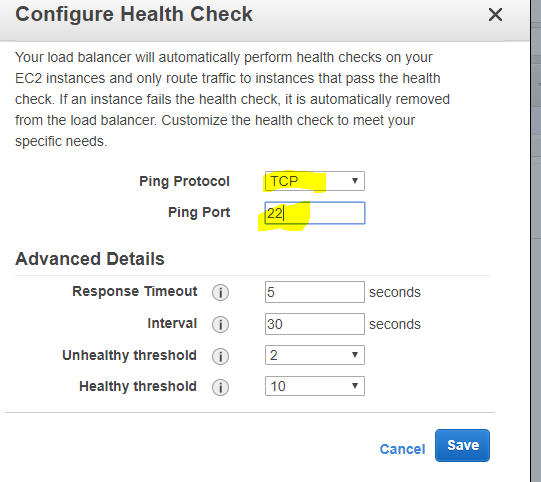 Configure Health Check
Your load balancer will automatically perform health checks on your
EC2 instances and only route traffic to instances that pass the health
check. If an instance fails the health check, it is automatically removed
from the load balancer. Customize the health check to meet your
specific needs.
Ping Protocol TCP
Ping Port 22
Advanced Details
Response Timeout i 5 seconds
Interval i 30 seconds
Unhealthy threshold i 2
Healthy threshold i 10
Cancel Save